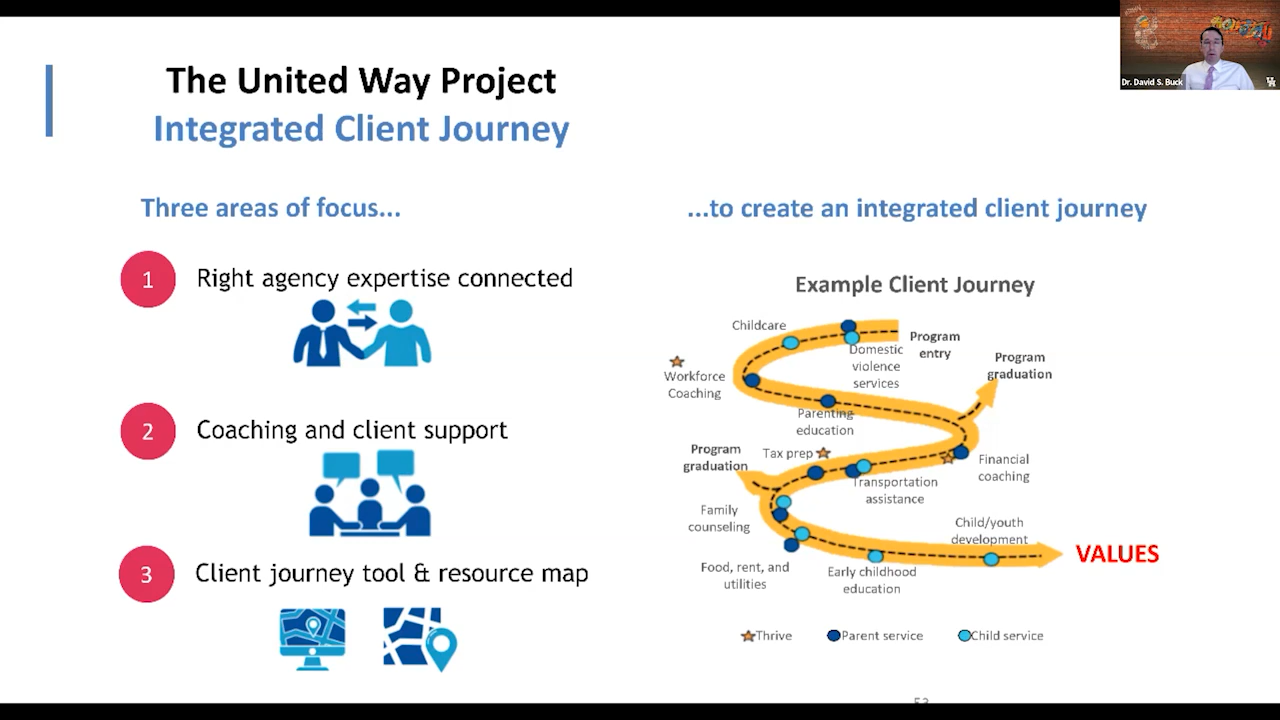 Dr. David S. Buck
The United Way Project
Integrated Client Journey
Three areas of focus...
1 Right agency expertise connected
2 Coaching and client support
3 Client journey tool & resource map
...to create an integrated client journey
Example Client Journey
Childcare
Program
entry
Domestic
violence
services
Program
graduation
Workforce
Coaching
Parenting
education
Program
graduation
Tax prep
Financial
coaching
Transportation
assistance
Family
counseling
Child/youth
development
VALUES
Food, rent, and
utilities
Early childhood
education
Thrive
Parent service
Child service